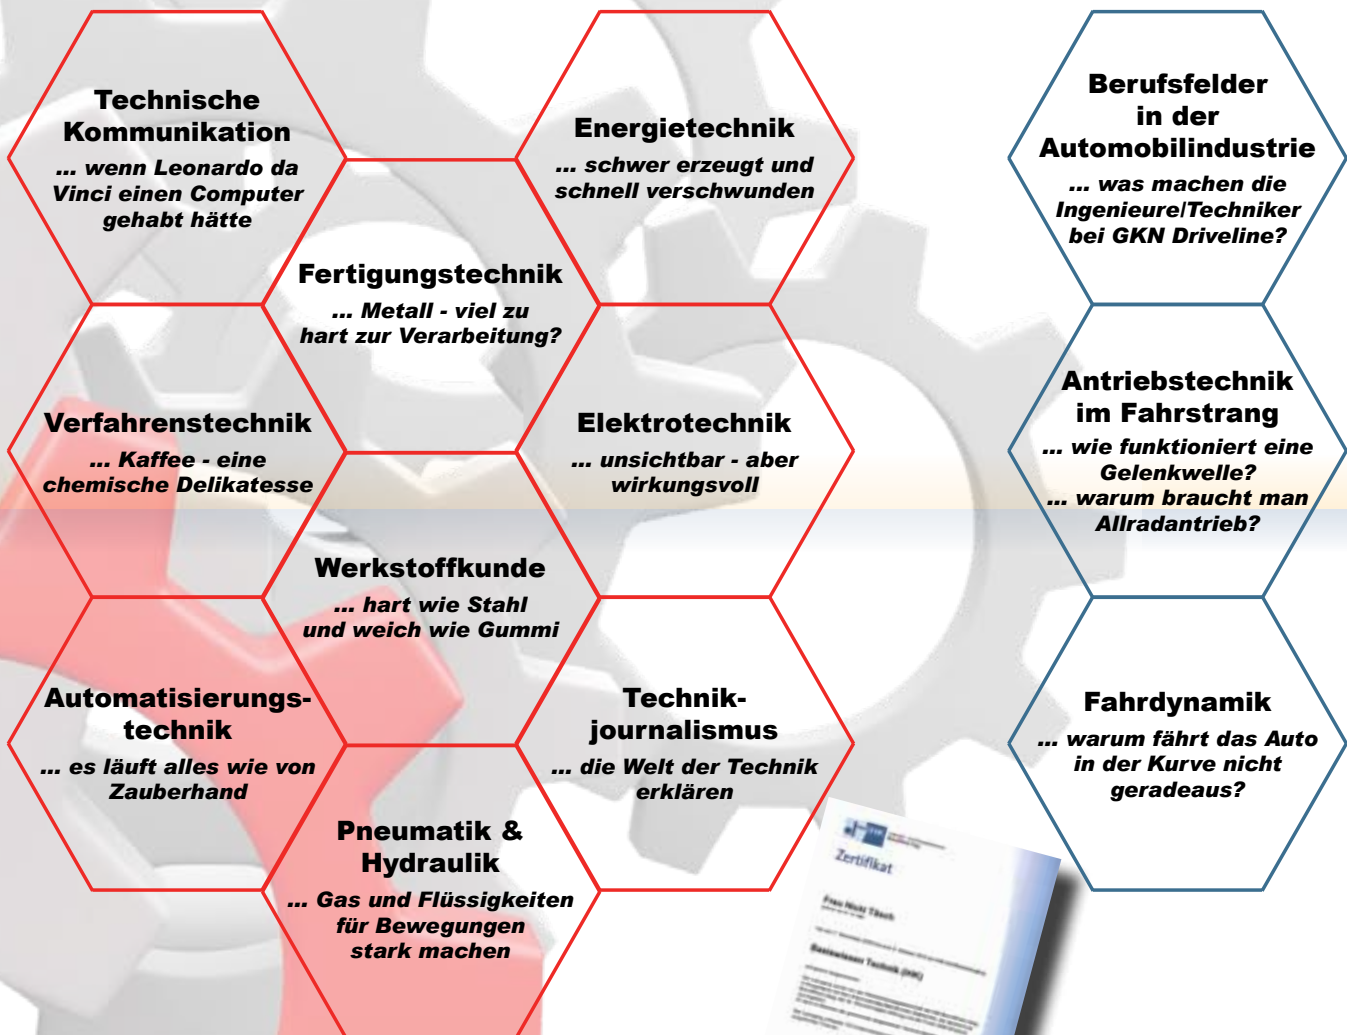 Technische
Kommunikation
... wenn Leonardo da
Vinci einen Computer
gehabt hätte
Energietechnik
... schwer erzeugt und
schnell verschwunden
Berufsfelder
in der
Automobilindustrie
... was machen die
Ingenieure/Techniker
bei GKN Driveline?
Fertigungstechnik
... Metall - viel zu
hart zur Verarbeitung?
Verfahrenstechnik
... Kaffee - eine
chemische Delikatesse
Elektrotechnik
... unsichtbar - aber
wirkungsvoll
Antriebstechnik
im Fahrstrang
... wie funktioniert eine
Gelenkwelle?
... warum braucht man
Allradantrieb?
Werkstoffkunde
... hart wie Stahl
und weich wie Gummi
Automatisierungs-
technik
... es läuft alles wie von
Zauberhand
Technik-
journalismus
... die Welt der Technik
erklären
Fahrdynamik
... warum fährt das Auto
in der Kurve nicht
geradeaus?
Pneumatik &
Hydraulik
... Gas und Flüssigkeiten
für Bewegungen
stark machen
Zertifikat
Basiswissen Technik (IHK)